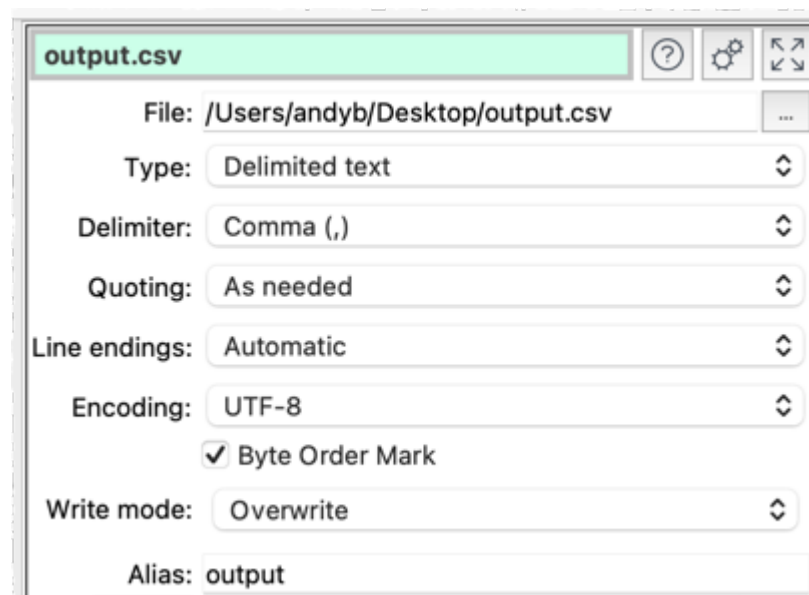 output.csv
File: /Users/andyb/Desktop/output.csv ...
Type: Delimited text
Delimiter: Comma (,)
Quoting: As needed
Line endings: Automatic
Encoding: UTF-8
Byte Order Mark
Write mode: Overwrite
Alias: output